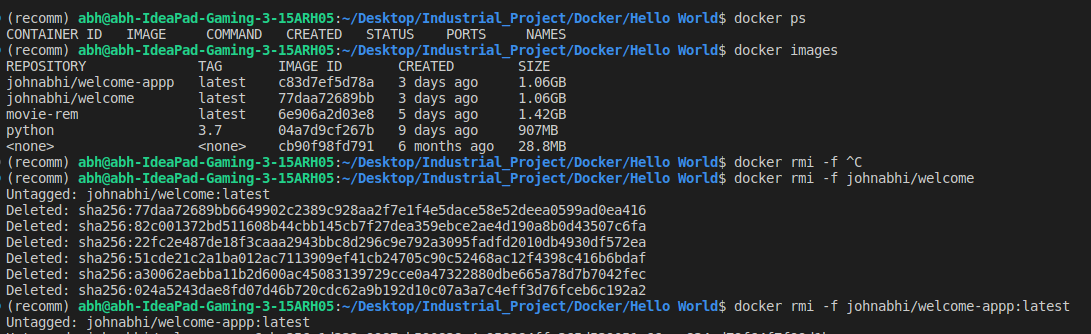 (recomm) abh@abh-IdeaPad-Gaming-3-15ARH05:~/Desktop/Industrial_Project/Docker/Hello World$ docker ps
CONTAINER ID   IMAGE     COMMAND   CREATED   STATUS    PORTS     NAMES
(recomm) abh@abh-IdeaPad-Gaming-3-15ARH05:~/Desktop/Industrial_Project/Docker/Hello World$ docker images
REPOSITORY              TAG       IMAGE ID       CREATED        SIZE
johnabhi/welcome-appp   latest    c83d7ef5d78a   3 days ago     1.06GB
johnabhi/welcome        latest    77daa72689bb   3 days ago     1.06GB
movie-rem               latest    6e906a2d03e8   5 days ago     1.42GB
python                  3.7       04a7d9cf267b   9 days ago     907MB
<none>                  <none>    cb90f98fd791   6 months ago   28.8MB
(recomm) abh@abh-IdeaPad-Gaming-3-15ARH05:~/Desktop/Industrial_Project/Docker/Hello World$ docker rmi -f ^C
(recomm) abh@abh-IdeaPad-Gaming-3-15ARH05:~/Desktop/Industrial_Project/Docker/Hello World$ docker rmi -f johnabhi/welcome
Untagged: johnabhi/welcome:latest
Deleted: sha256:77daa72689bb6649902c2389c928aa2f7e1f4e5dace58e52deea0599ad0ea416
Deleted: sha256:82c001372bd511608b44cbb145cb7f27dea359ebce2ae4d190a8b0d43507c6fa
Deleted: sha256:22fc2e487de18f3caaa2943bbc8d296c9e792a3095fadfd2010db4930df572ea
Deleted: sha256:51cde21c2a1ba012ac7113909ef41cb24705c90c52468ac12f4398c416b6bdaf
Deleted: sha256:a30062aebba11b2d600ac45083139729cce0a47322880dbe665a78d7b7042fec
Deleted: sha256:024a5243dae8fd07d46b720cdc62a9b192d10c07a3a7c4eff3d76fceb6c192a2
(recomm) abh@abh-IdeaPad-Gaming-3-15ARH05:~/Desktop/Industrial_Project/Docker/Hello World$ docker rmi -f johnabhi/welcome-appp:latest
Untagged: johnabhi/welcome-appp:latest